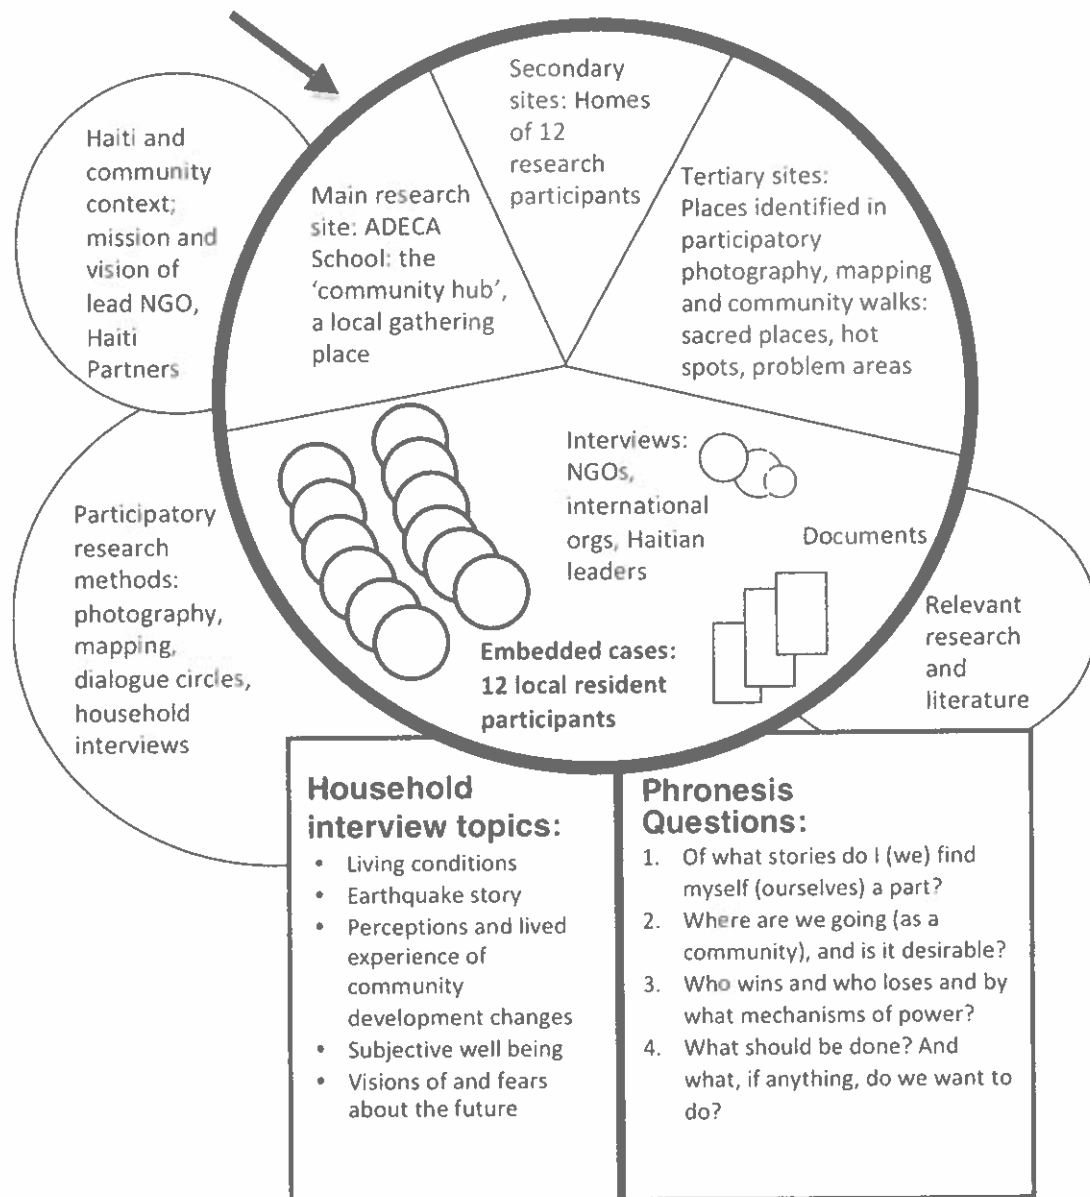 Haiti and
community
context;
mission and
vision of
lead NGO,
Haiti
Partners
Main research
site: ADECA
School: the
‘community hub’,
a local gathering
place
Secondary
sites: Homes
of 12
research
participants
Tertiary sites:
Places identified in
participatory
photography, mapping
and community walks:
sacred places, hot
spots, problem areas
Participatory
research
methods:
photography,
mapping,
dialogue circles,
household
interviews
Interviews:
NGOs,
international
orgs, Haitian
leaders
Documents
Embedded cases:
12 local resident
participants
Relevant
research
and
literature
Household
interview topics:
• Living conditions
• Earthquake story
• Perceptions and lived
experience of
community
development changes
• Subjective well being
• Visions of and fears
about the future
Phronesis
Questions:
1. Of what stories do I (we) find
myself (ourselves) a part?
2. Where are we going (as a
community), and is it desirable?
3. Who wins and who loses and by
what mechanisms of power?
4. What should be done? And
what, if anything, do we want to
do?